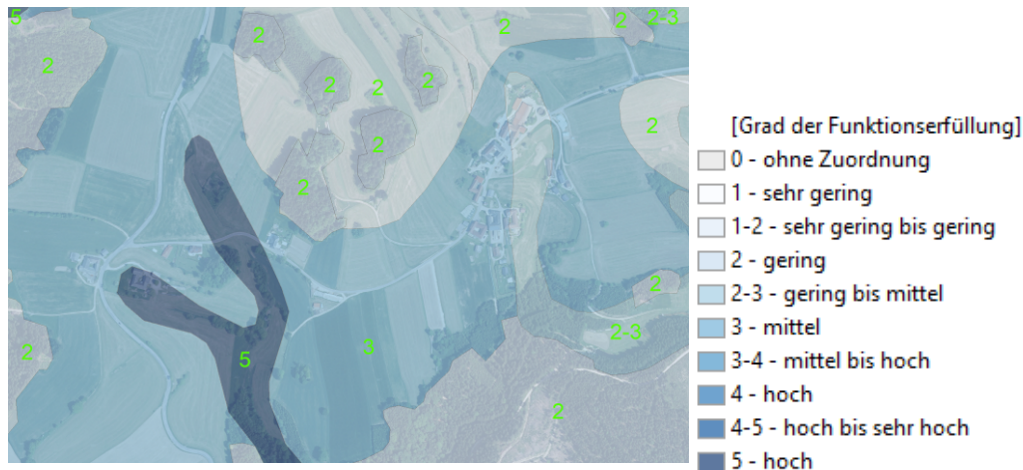 5
2
2
2
2-3
2
2
2
2
2
2
2
2
2
2-3
3
5
2
[Grad der Funktionserfüllung]
0 - ohne Zuordnung
1 - sehr gering
1-2 - sehr gering bis gering
2 - gering
2-3 - gering bis mittel
3 - mittel
3-4 - mittel bis hoch
4 - hoch
4-5 - hoch bis sehr hoch
5 - hoch